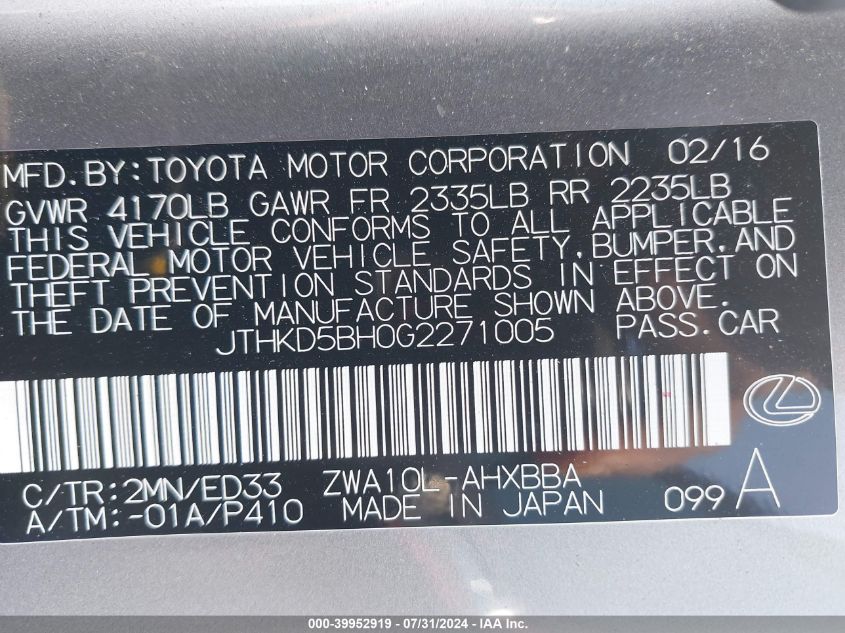 MFD.BY:TOYOTA MOTOR CORPORATION 02/16
GVWR 4170LB GAWR FR 2335LB RR 2235LB
THIS VEHICLE CONFORMS TO ALL APPLICABLE
FEDERAL MOTOR VEHICLE SAFETY,BUMPER,AND
THEFT PREVENTION STANDARDS IN EFFECT ON
THE DATE OF MANUFACTURE SHOWN ABOVE.
JTHKD5BH0G2271005 PASS.CAR
C/TR:2MN/ED33 ZWA10L-AHXBBA
A/TM:-01A/P410 MADE IN JAPAN 099 A
000-39952919 - 07/31/2024 - IAA Inc.